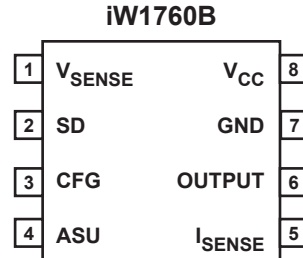 iW1760B
1 VSENSE VCC 8
2 SD GND 7
3 CFG OUTPUT 6
4 ASU ISENSE 5